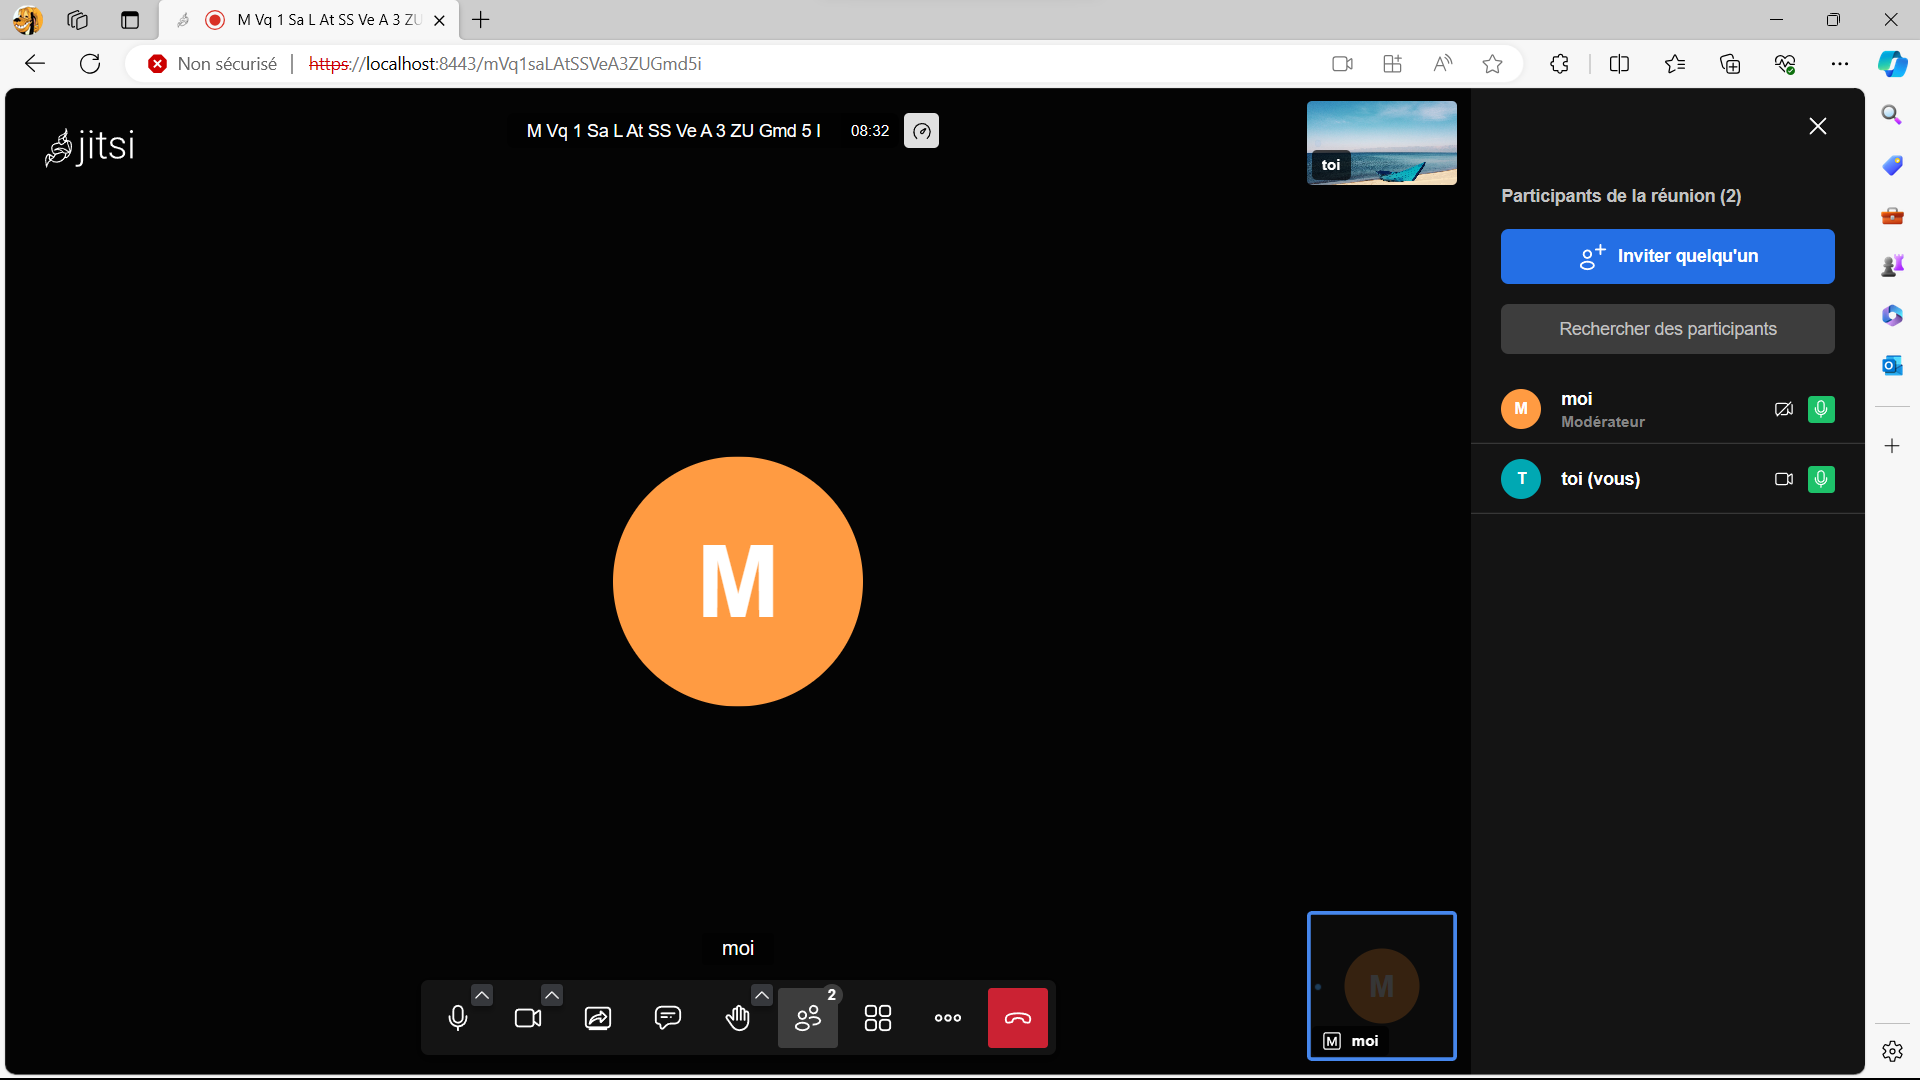 M Vq 1 Sa L At SS Ve A 3 ZU
Non sécurisé
https://localhost:8443/mVq1saLAtSSVeA3ZUGmd5i
jitsi
M Vq 1 Sa L At SS Ve A 3 ZU Gmd 5 I
08:32
toi
Participants de la réunion (2)
Inviter quelqu'un
Rechercher des participants
M
moi
Modérateur
T
toi (vous)
M
moi
2
M
M
moi